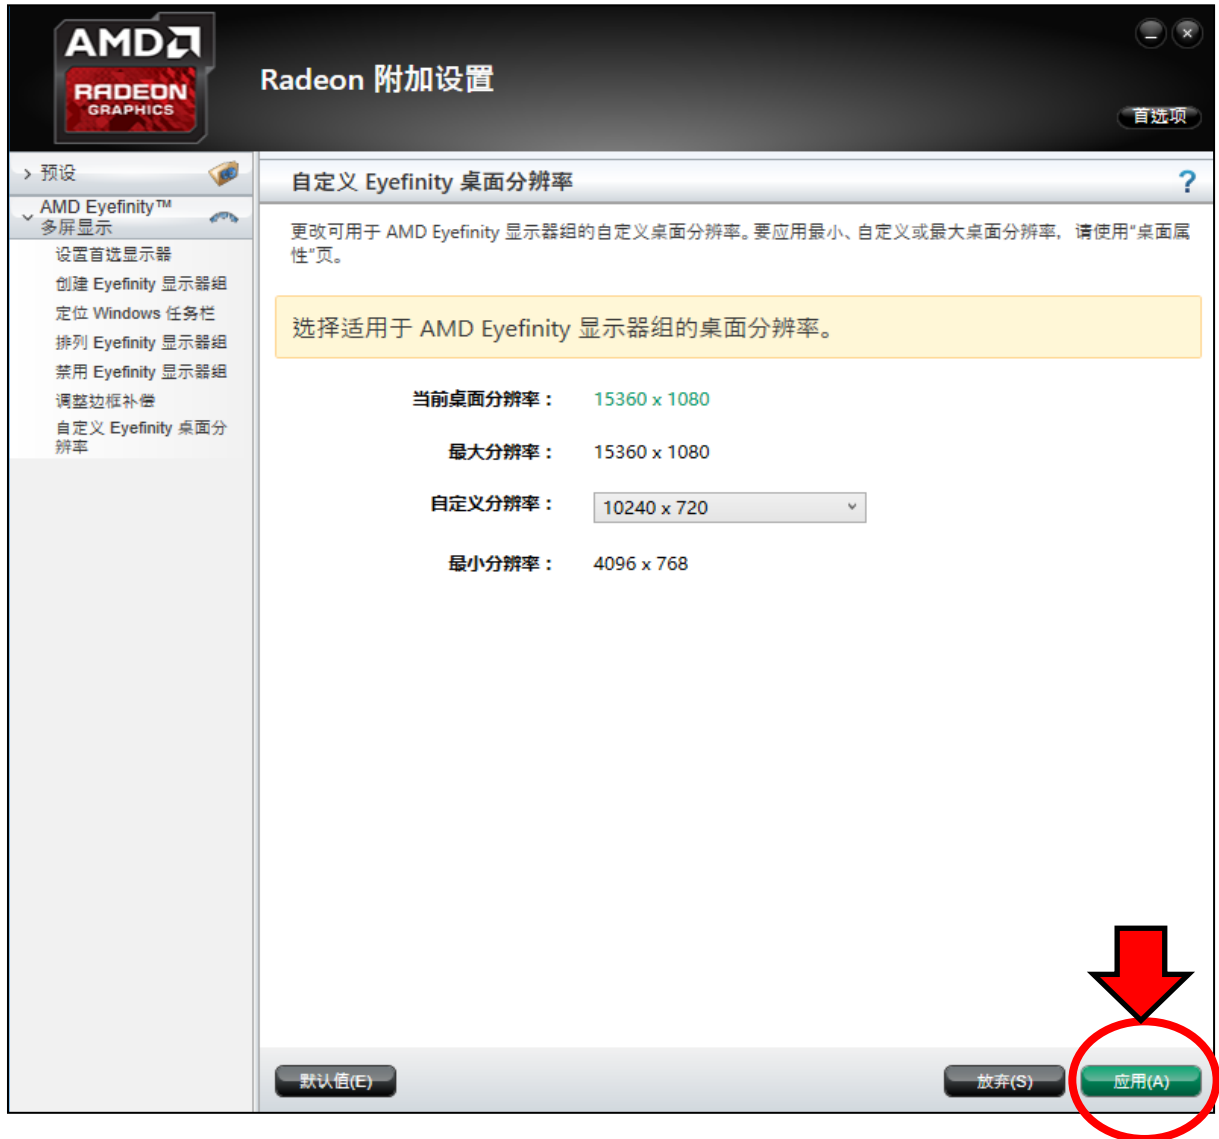 AMD
RADEON
GRAPHICS
Radeon 附加设置
首选项
预设
AMD Eyefinity™
多屏显示
设置首选显示器
创建 Eyefinity 显示器组
定位 Windows 任务栏
排列 Eyefinity 显示器组
禁用 Eyefinity 显示器组
调整边框补偿
自定义 Eyefinity 桌面分
辨率
自定义 Eyefinity 桌面分辨率
?
更改可用于 AMD Eyefinity 显示器组的自定义桌面分辨率。要应用最小、自定义或最大桌面分辨率，请使用“桌面属
性”页。
选择适用于 AMD Eyefinity 显示器组的桌面分辨率。
当前桌面分辨率： 15360 x 1080
最大分辨率： 15360 x 1080
自定义分辨率： 10240 x 720
最小分辨率： 4096 x 768
默认值(E)
放弃(S)
应用(A)